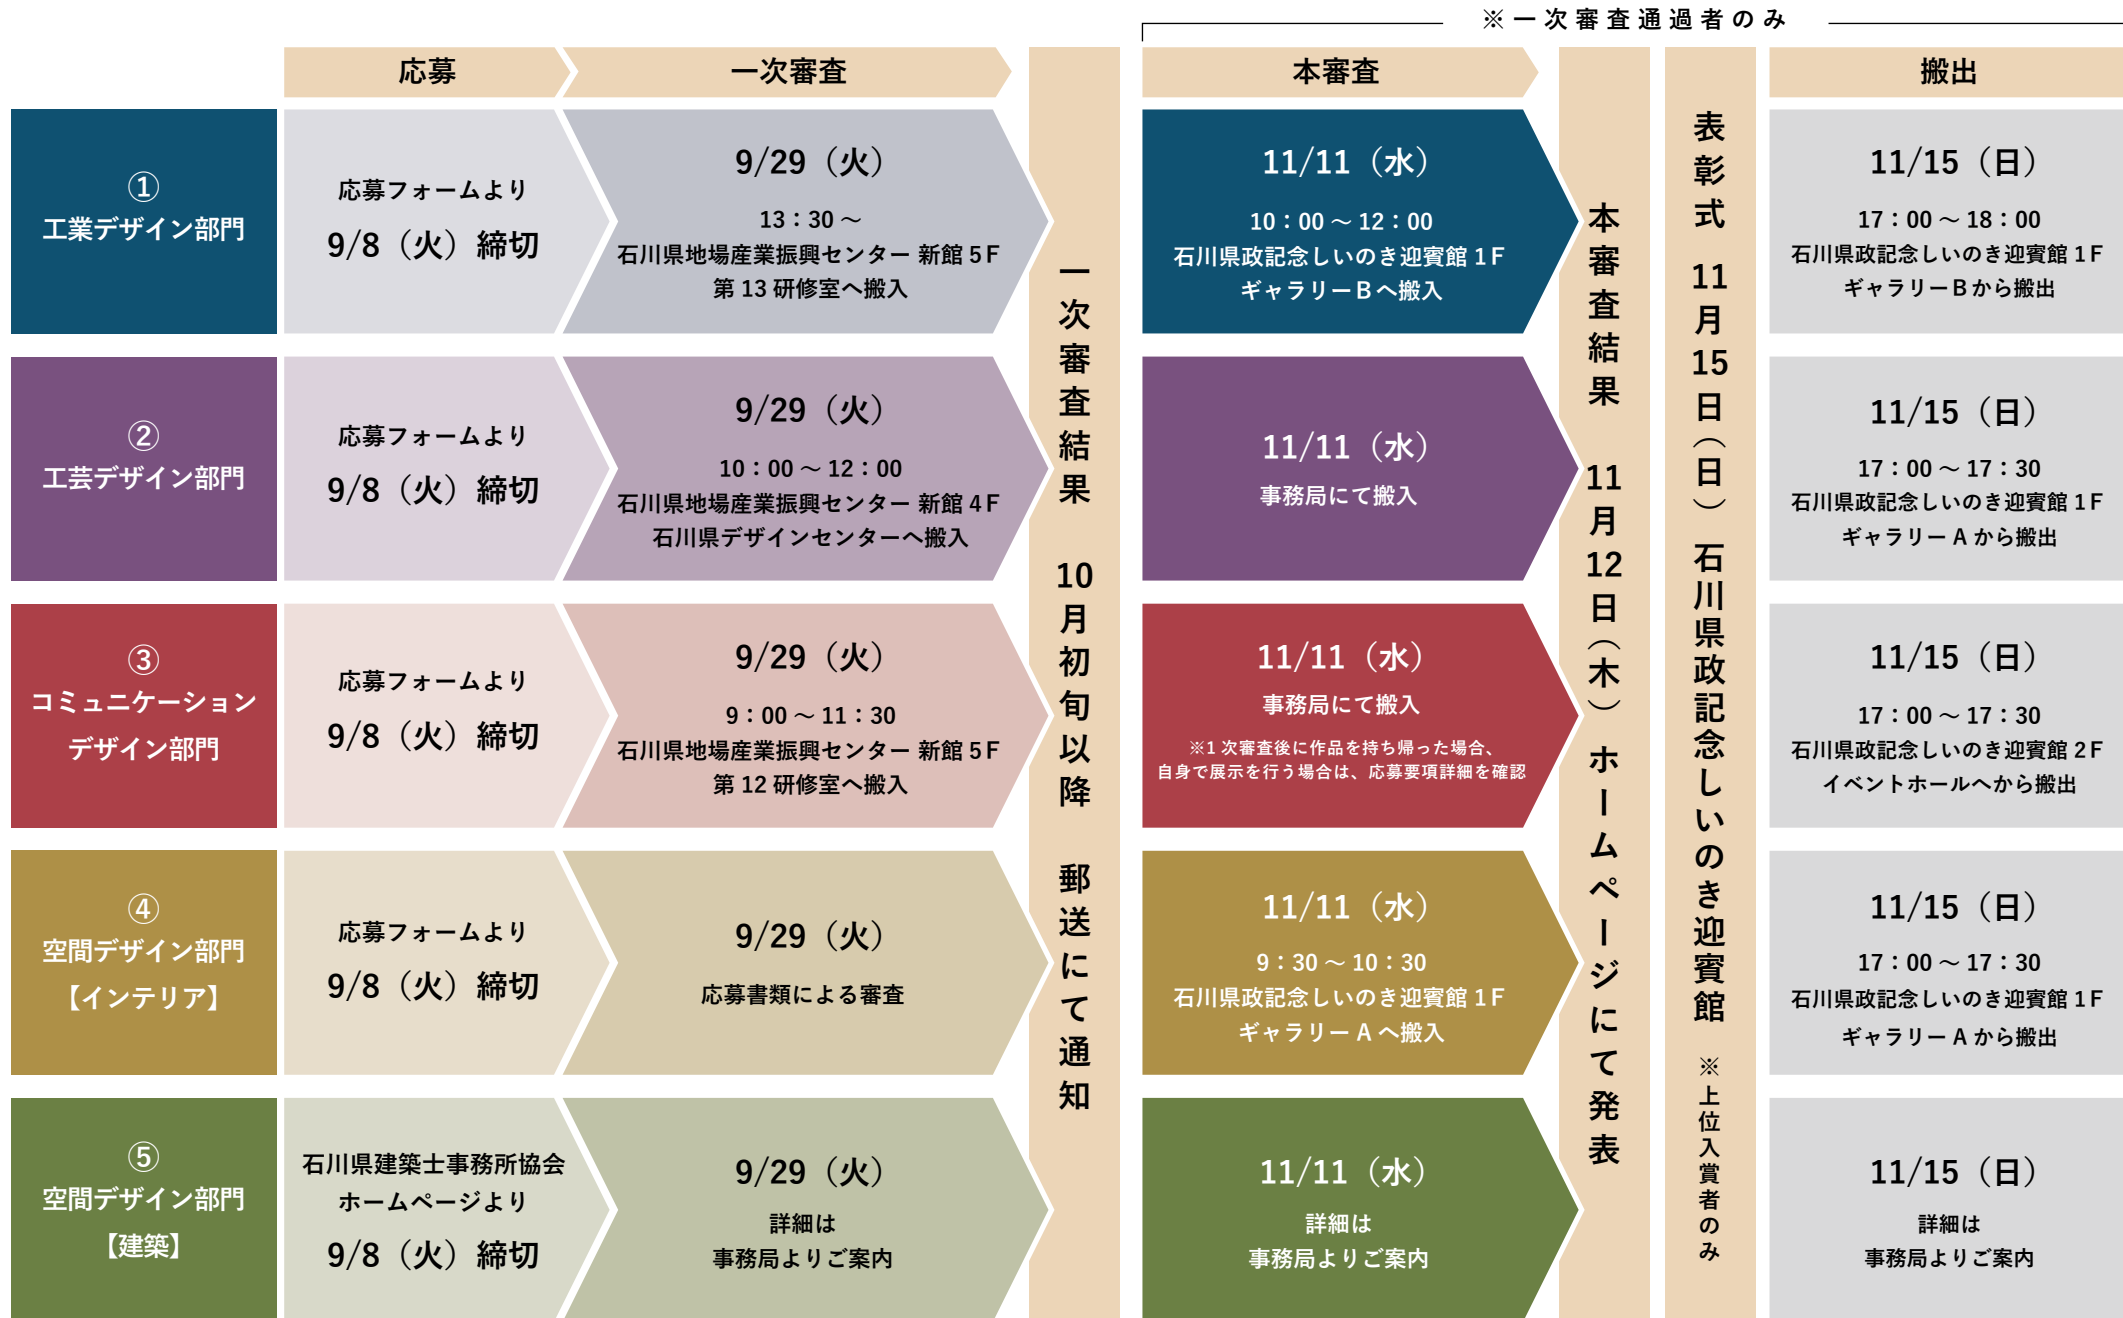 ※一次審査通過者のみ
応募
一次審査
本審査
搬出
①
工業デザイン部門
応募フォームより
9/8（火）締切
9/29（火）
13：30 ～
石川県地場産業振興センター 新館 5F
第 13 研修室へ搬入
11/11（水）
10：00 ～ 12：00
石川県政記念しいのき迎賓館 1F
ギャラリーBへ搬入
11/15（日）
17：00 ～ 18：00
石川県政記念しいのき迎賓館 1F
ギャラリーBから搬出
②
工芸デザイン部門
応募フォームより
9/8（火）締切
9/29（火）
10：00 ～ 12：00
石川県地場産業振興センター 新館 4F
石川県デザインセンターへ搬入
11/11（水）
事務局にて搬入
11/15（日）
17：00 ～ 17：30
石川県政記念しいのき迎賓館 1F
ギャラリー A から搬出
③
コミュニケーション
デザイン部門
応募フォームより
9/8（火）締切
9/29（火）
9：00 ～ 11：30
石川県地場産業振興センター 新館 5F
第 12 研修室へ搬入
11/11（水）
事務局にて搬入
※1 次審査後に作品を持ち帰った場合、
自身で展示を行う場合は、応募要項詳細を確認
11/15（日）
17：00 ～ 17：30
石川県政記念しいのき迎賓館 2F
イベントホールへから搬出
④
空間デザイン部門
【インテリア】
応募フォームより
9/8（火）締切
9/29（火）
応募書類による審査
11/11（水）
9：30 ～ 10：30
石川県政記念しいのき迎賓館 1F
ギャラリー A へ搬入
11/15（日）
17：00 ～ 17：30
石川県政記念しいのき迎賓館 1F
ギャラリー A から搬出
⑤
空間デザイン部門
【建築】
石川県建築士事務所協会
ホームページより
9/8（火）締切
9/29（火）
詳細は
事務局よりご案内
11/11（水）
詳細は
事務局よりご案内
11/15（日）
詳細は
事務局よりご案内
一次審査結果　10月初旬以降　郵送にて通知
本審査結果　11月12日（木）ホームページにて発表
表彰式 11月15日（日）石川県政記念しいのき迎賓館 ※上位入賞者のみ